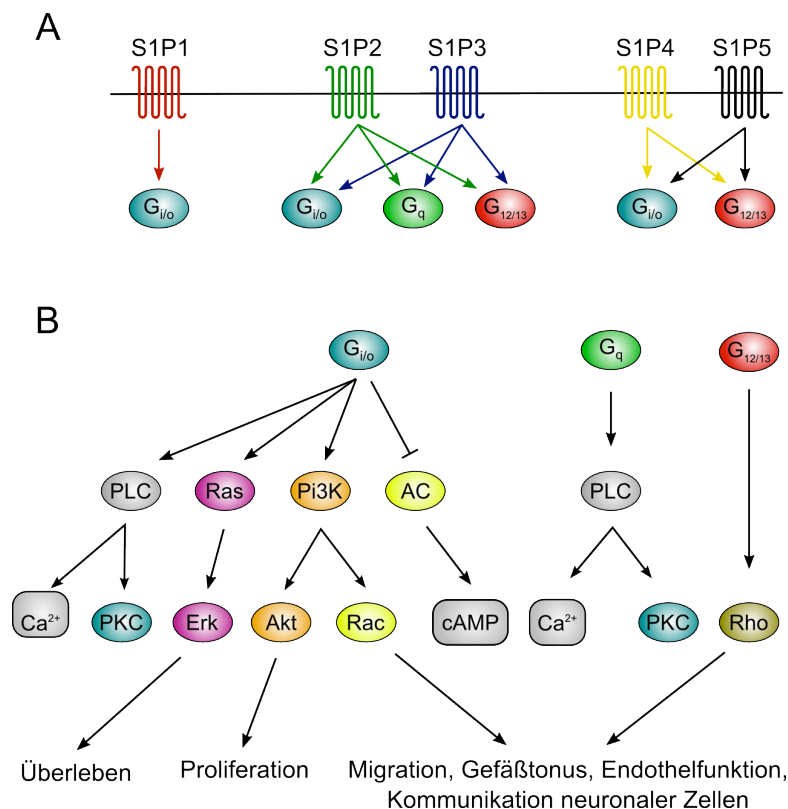 A
S1P1 S1P2 S1P3 S1P4 S1P5
Gi/o Gi/o Gq G12/13 Gi/o G12/13
B
Gi/o Gq G12/13
PLC Ras Pi3K AC PLC
Ca2+ PKC Erk Akt Rac cAMP Ca2+ PKC Rho
Überleben Proliferation Migration, Gefäßtonus, Endothelfunktion,
Kommunikation neuronaler Zellen